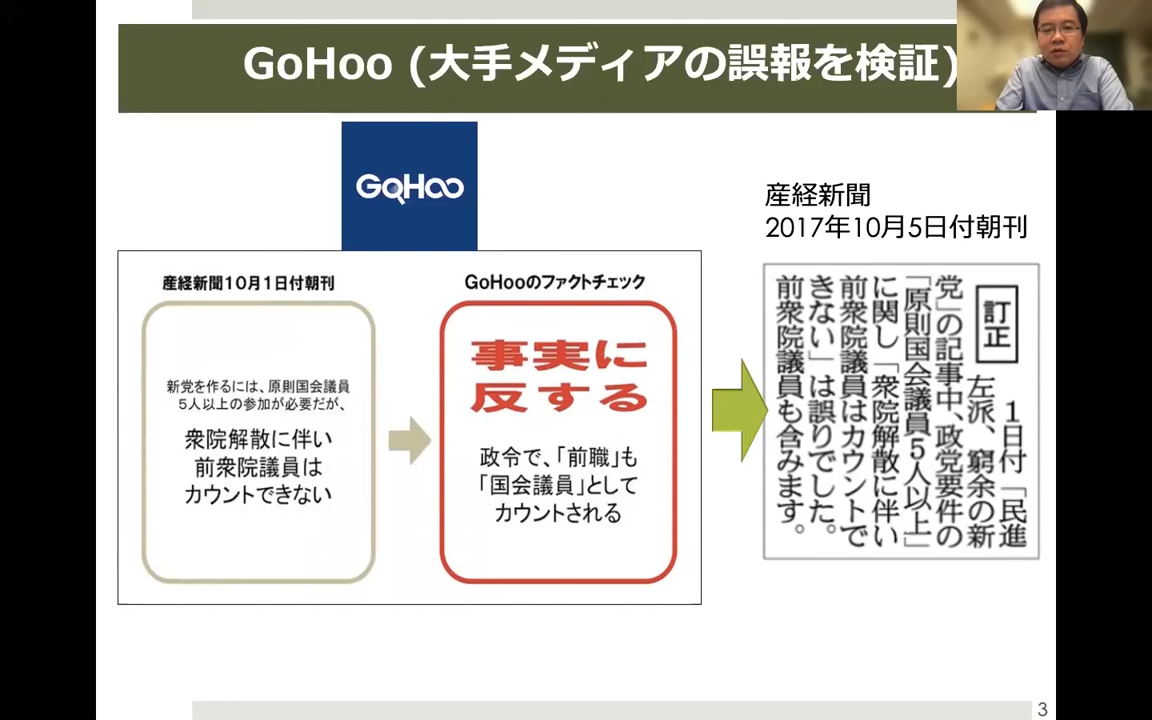 GoHoo (大手メディアの誤報を検証)
GoHoo
産経新聞
2017年10月5日付朝刊
産経新聞10月1日付朝刊
新党を作るには、原則国会議員
5人以上の参加が必要だが、
衆院解散に伴い
前衆院議員は
カウントできない
GoHooのファクトチェック
事実に
反する
政令で、「前職」も
「国会議員」として
カウントされる
訂正
1日付「民進
左派、窮余の新
党」の記事中、政党要件の
「原則国会議員5人以上」
に関し「衆院解散に伴い
前衆院議員はカウントで
きない」は誤りでした。
前衆院議員も含みます。
3